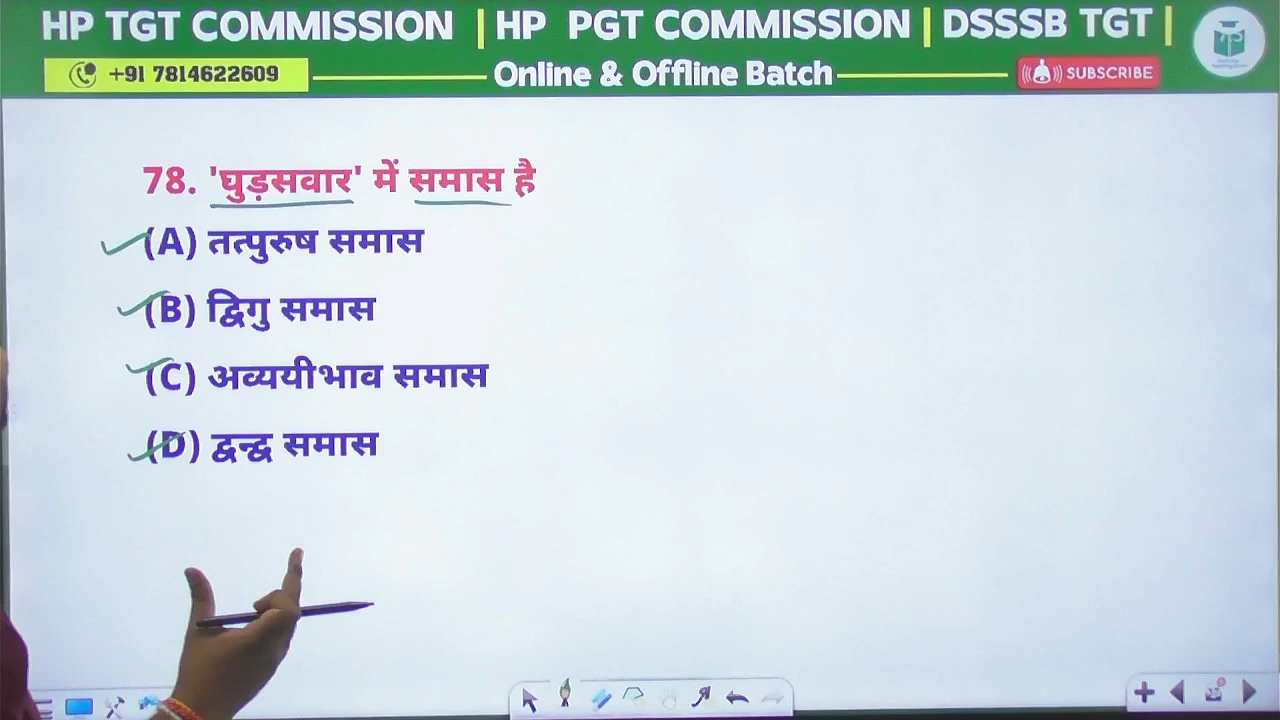 HP TGT COMMISSION | HP PGT COMMISSION | DSSSB TGT |
+91 7814622609 Online & Offline Batch SUBSCRIBE
78. 'घुड़सवार' में समास है
(A) तत्पुरुष समास
(B) द्विगु समास
(C) अव्ययीभाव समास
(D) द्वन्द्व समास